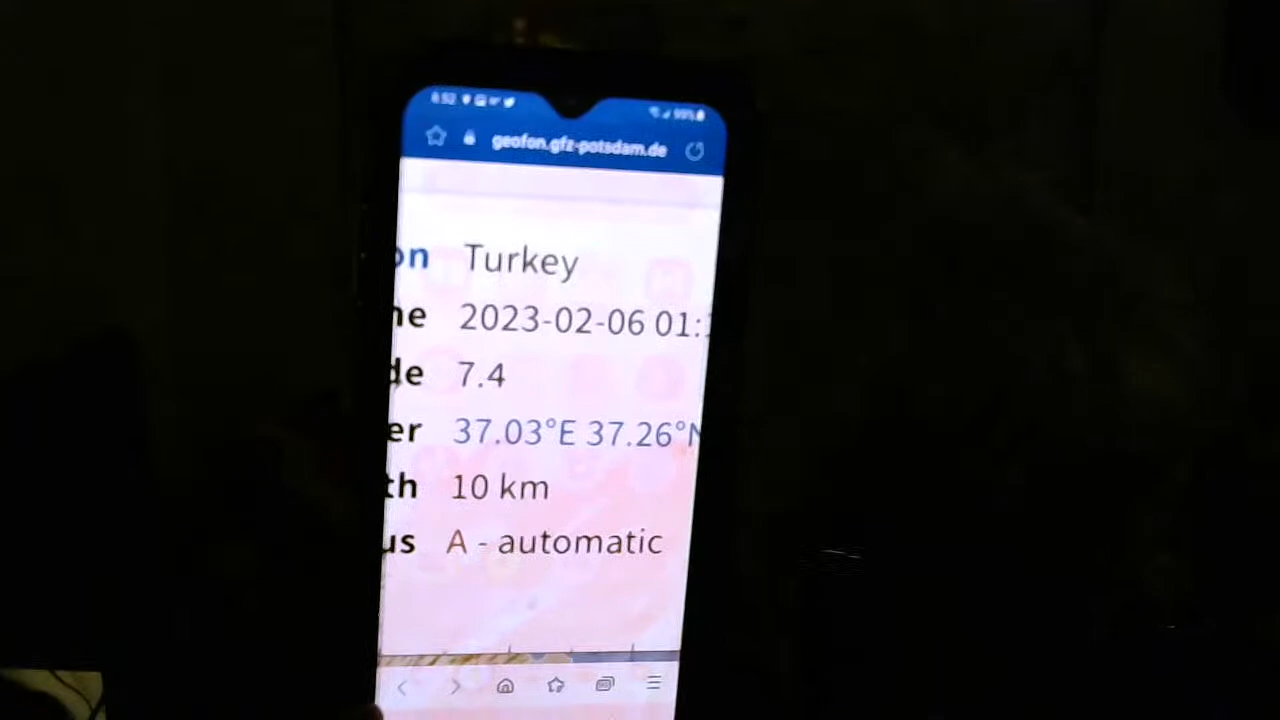 geofon.gfz-potsdam.de
on Turkey
ne 2023-02-06 01:
de 7.4
er 37.03°E 37.26°N
th 10 km
us A - automatic